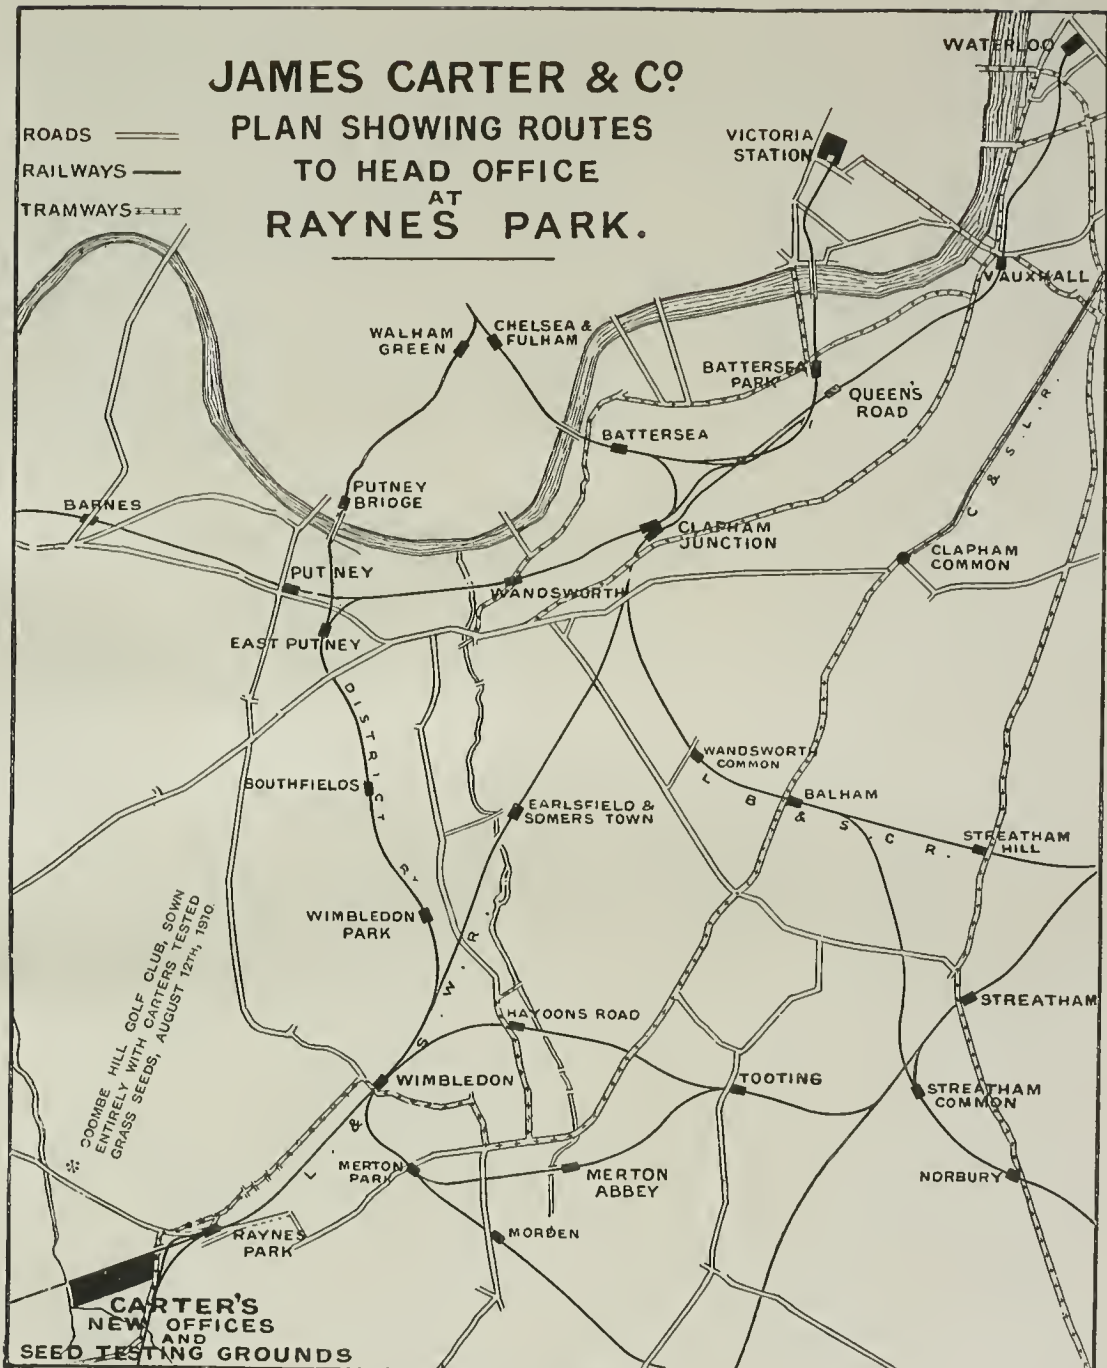 JAMES CARTER & Cº
PLAN SHOWING ROUTES
TO HEAD OFFICE
AT
RAYNES PARK.
ROADS
RAILWAYS
TRAMWAYS
WATERLOO
VICTORIA
STATION
VAUXHALL
WALHAM
GREEN
CHELSEA &
FULHAM
BATTERSEA
PARK
QUEEN'S
ROAD
BATTERSEA
C & S. L. R.
PUTNEY
BRIDGE
BARNES
CLAPHAM
JUNCTION
CLAPHAM
COMMON
PUTNEY
WANDSWORTH
EAST PUTNEY
DISTRICT RY
WANDSWORTH
COMMON
L B & S. C R.
SOUTHFIELDS
EARLSFIELD &
SOMERS TOWN
BALHAM
STREATHAM
HILL
WIMBLEDON
PARK
L & S W. R.
COOMBE HILL GOLF CLUB, SOWN
ENTIRELY WITH CARTERS TESTED
GRASS SEEDS, AUGUST 12TH, 1910.
STREATHAM
HAYDONS ROAD
WIMBLEDON
TOOTING
STREATHAM
COMMON
MERTON
PARK
MERTON
ABBEY
NORBURY
RAYNES
PARK
MORDEN
CARTER'S
NEW OFFICES
AND
SEED TESTING GROUNDS